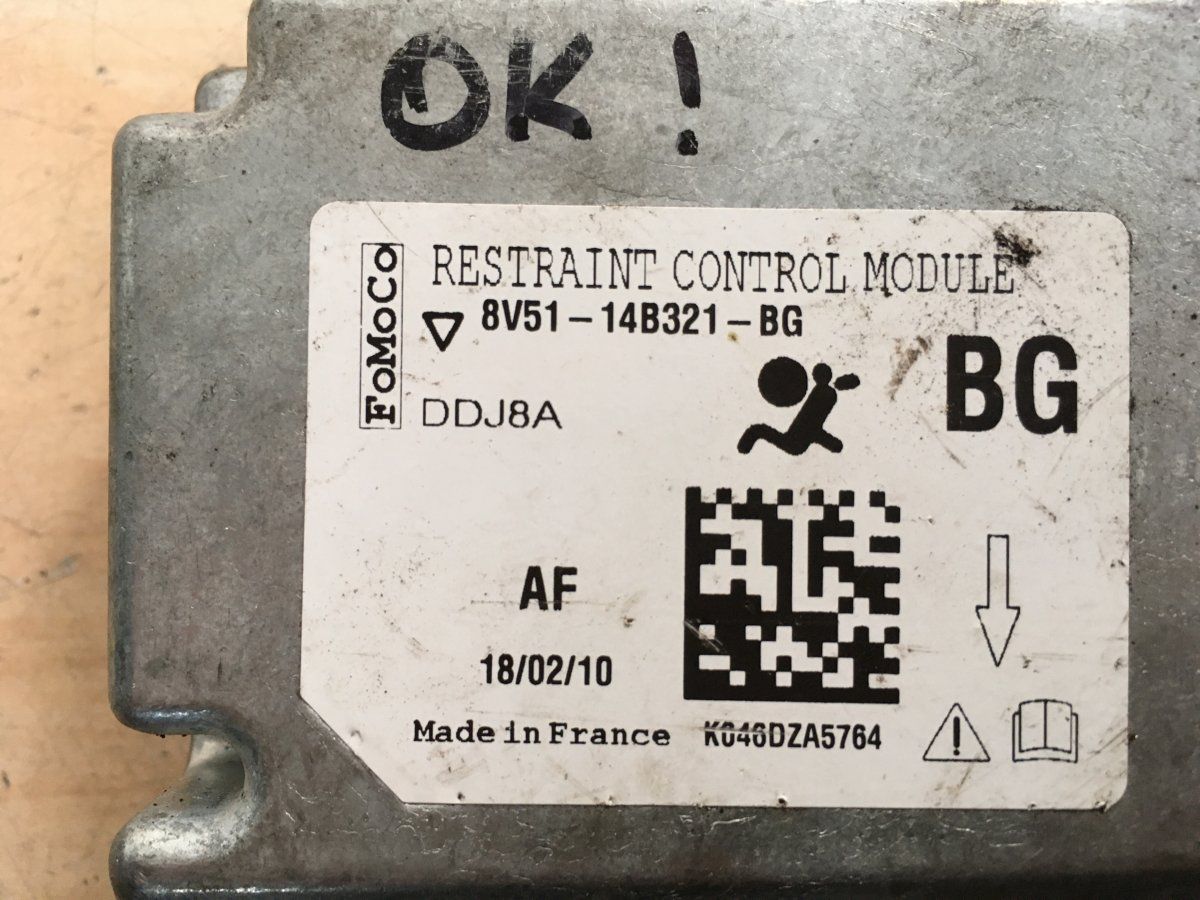 OK!
FoMoCo
RESTRAINT CONTROL MODULE
8V51-14B321-BG
BG
DDJ8A
AF
18/02/10
Made in France
K046DZA5764